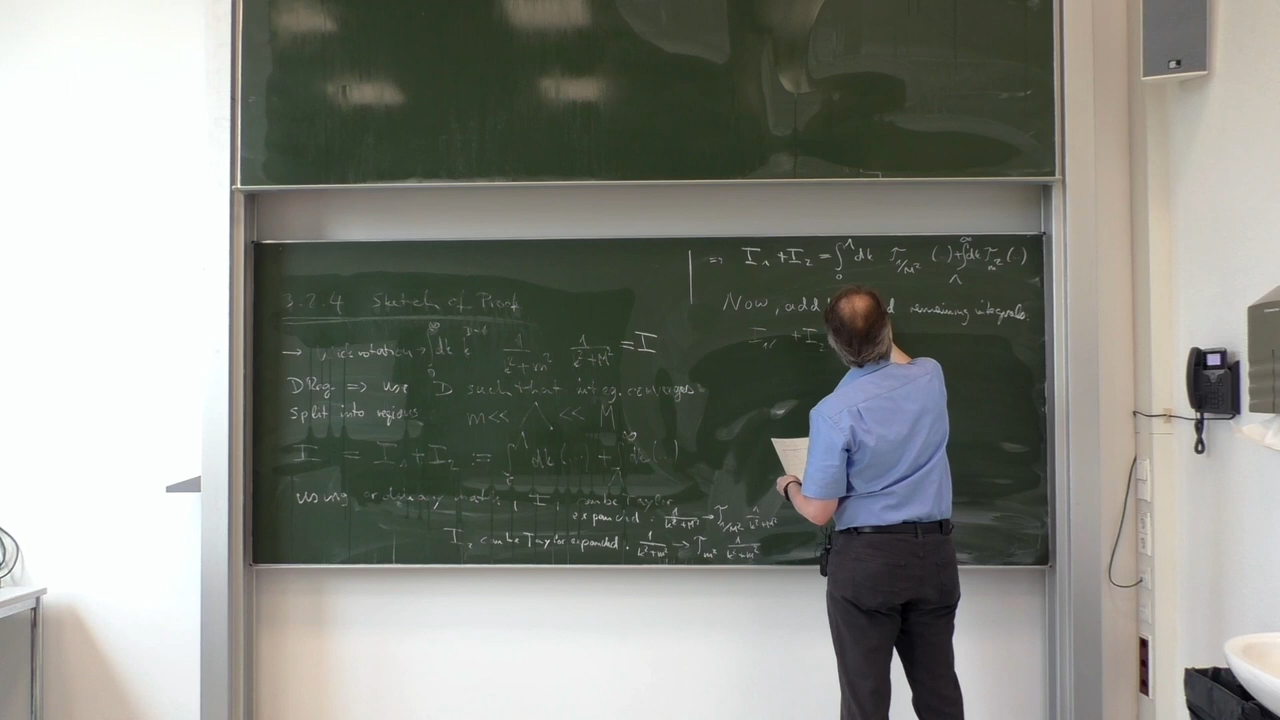 3.2.4 Sketch of Proof
→ rotation → ∫₀^∞ dk k^{D-1} 1/(k²+m²) 1/(k²+M²) = I
DReg => use D such that integ. converges
split into regions m << Λ << M
I = I₁ + I₂ := ∫₀^Λ dk(...) + ∫_Λ^∞ dk(...)
using ordinary math, I₁ can be Taylor
expanded. 1/(k²+M²) → T_{1/M²} 1/(k²+M²)
I₂ can be Taylor expanded. 1/(k²+m²) → T_{m²} 1/(k²+m²)
=> I₁ + I₂ = ∫₀^Λ dk T_{1/M²} (..) + ∫_Λ^∞ dk T_{m²} (..)
Now, add remaining integrals.
+ I₂